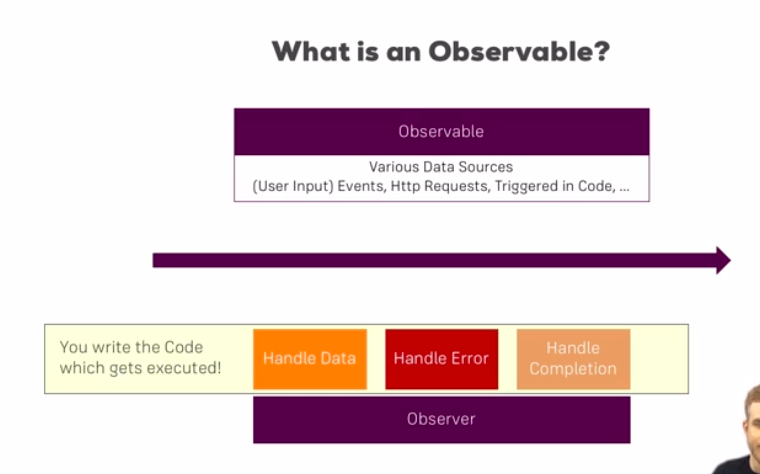 What is an Observable?
Observable
Various Data Sources
(User Input) Events, Http Requests, Triggered in Code, ...
You write the Code
which gets executed!
Handle Data
Handle Error
Handle
Completion
Observer